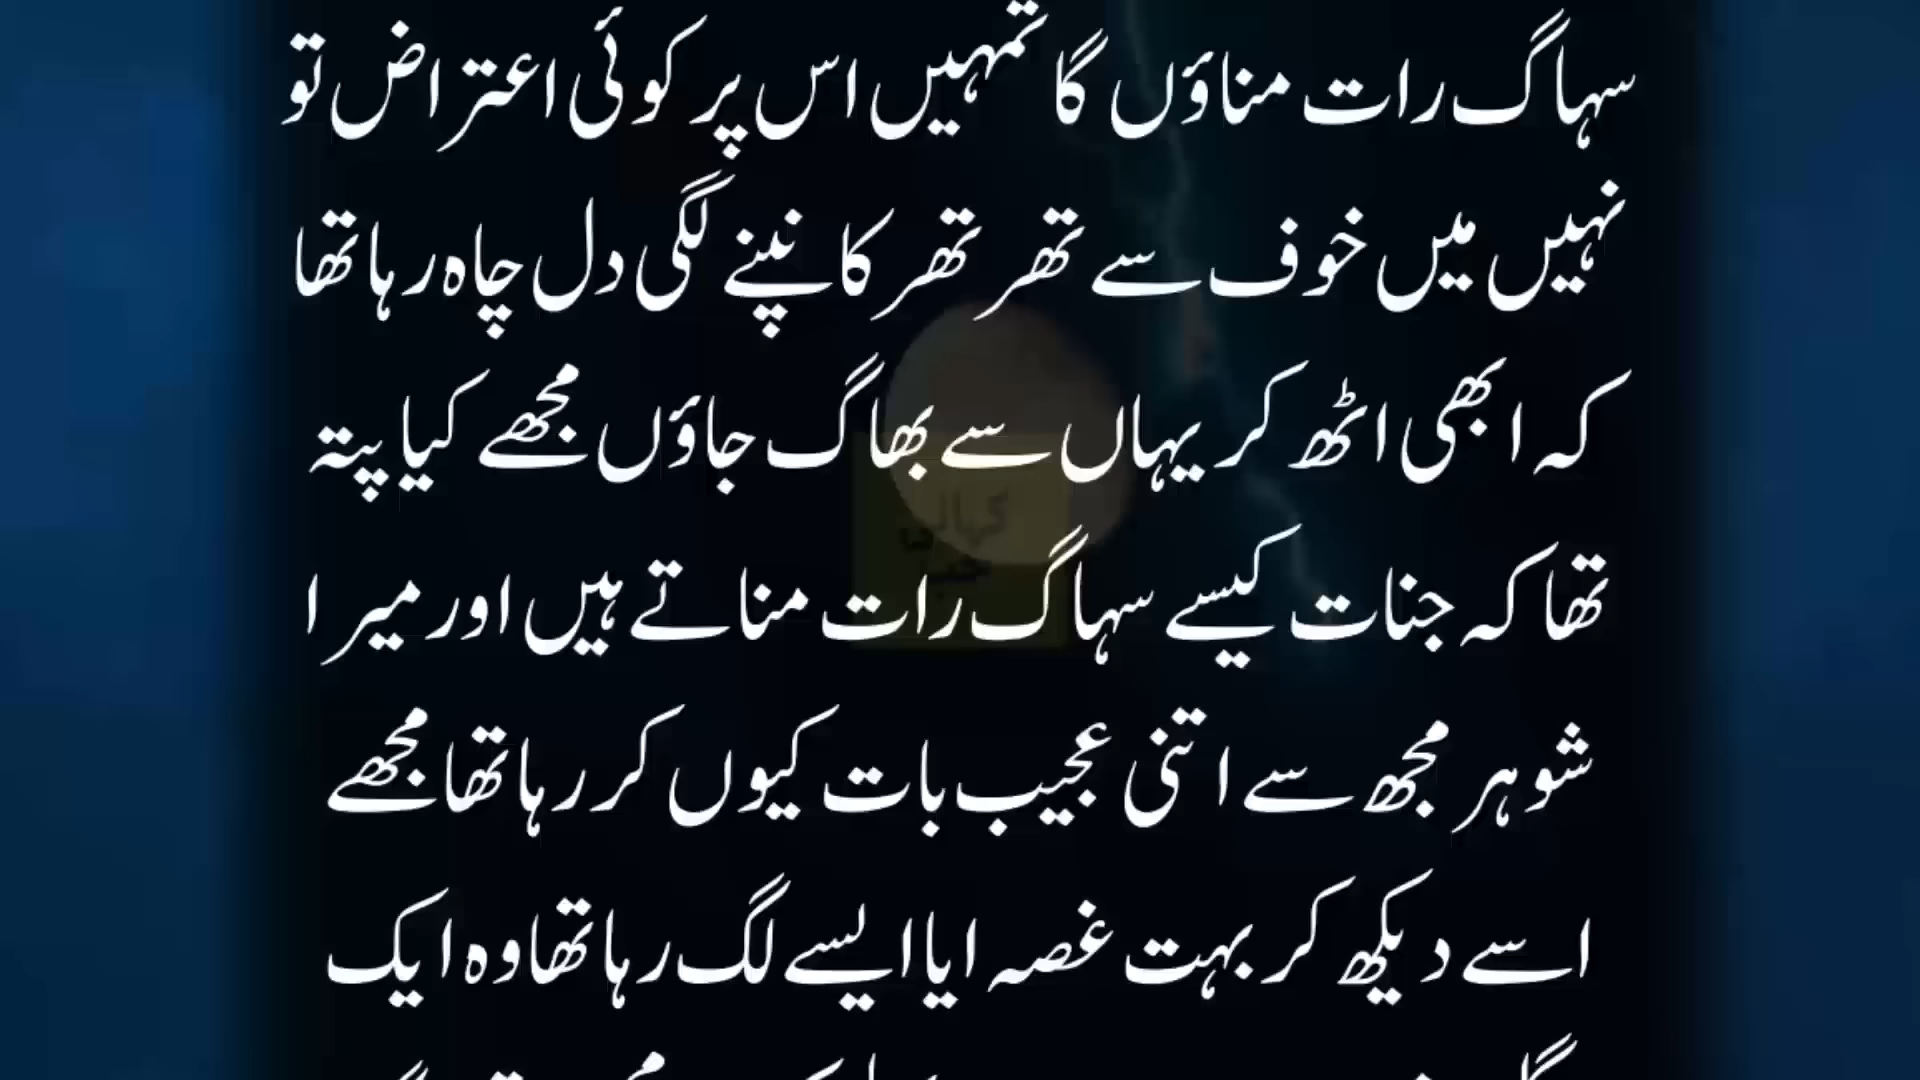 سہاگ رات مناؤں گا تمہیں اس پر کوئی اعتراض تو
نہیں میں خوف سے تھر تھر کانپنے لگی دل چاہ رہا تھا
کہ ابھی اٹھ کر یہاں سے بھاگ جاؤں مجھے کیا پتہ
تھا کہ جنات کیسے سہاگ رات مناتے ہیں اور میرا
شوہر مجھ سے اتنی عجیب بات کیوں کر رہا تھا مجھے
اسے دیکھ کر بہت غصہ ایا ایسے لگ رہا تھا وہ ایک
کہانی